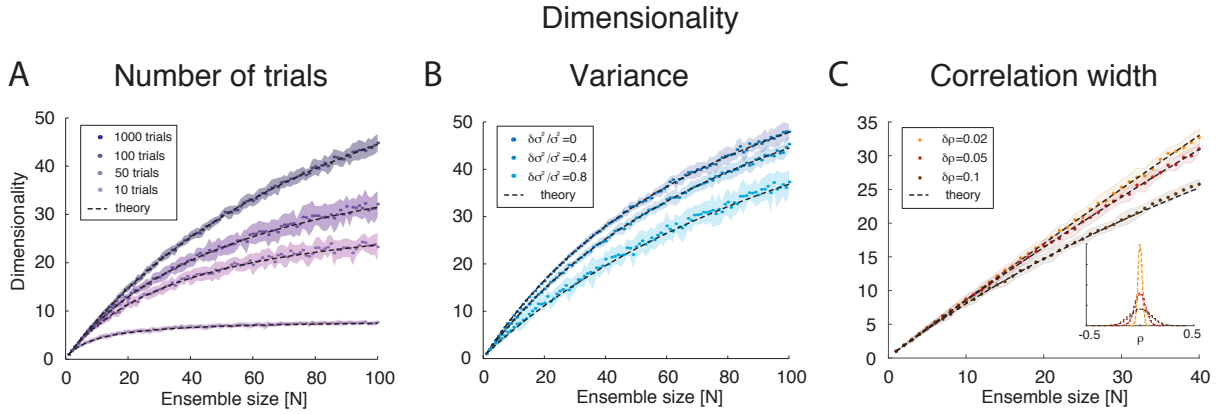 Dimensionality
A
Number of trials
50
40
30
20
10
0
Dimensionality
1000 trials
100 trials
50 trials
10 trials
theory
0
20
40
60
80
100
Ensemble size [N]
B
Variance
50
40
30
20
10
0
δσ²/σ²=0
δσ²/σ²=0.4
δσ²/σ²=0.8
theory
0
20
40
60
80
100
Ensemble size [N]
C
Correlation width
35
30
25
20
15
10
5
0
δρ=0.02
δρ=0.05
δρ=0.1
theory
-0.5
ρ
0.5
0
10
20
30
40
Ensemble size [N]